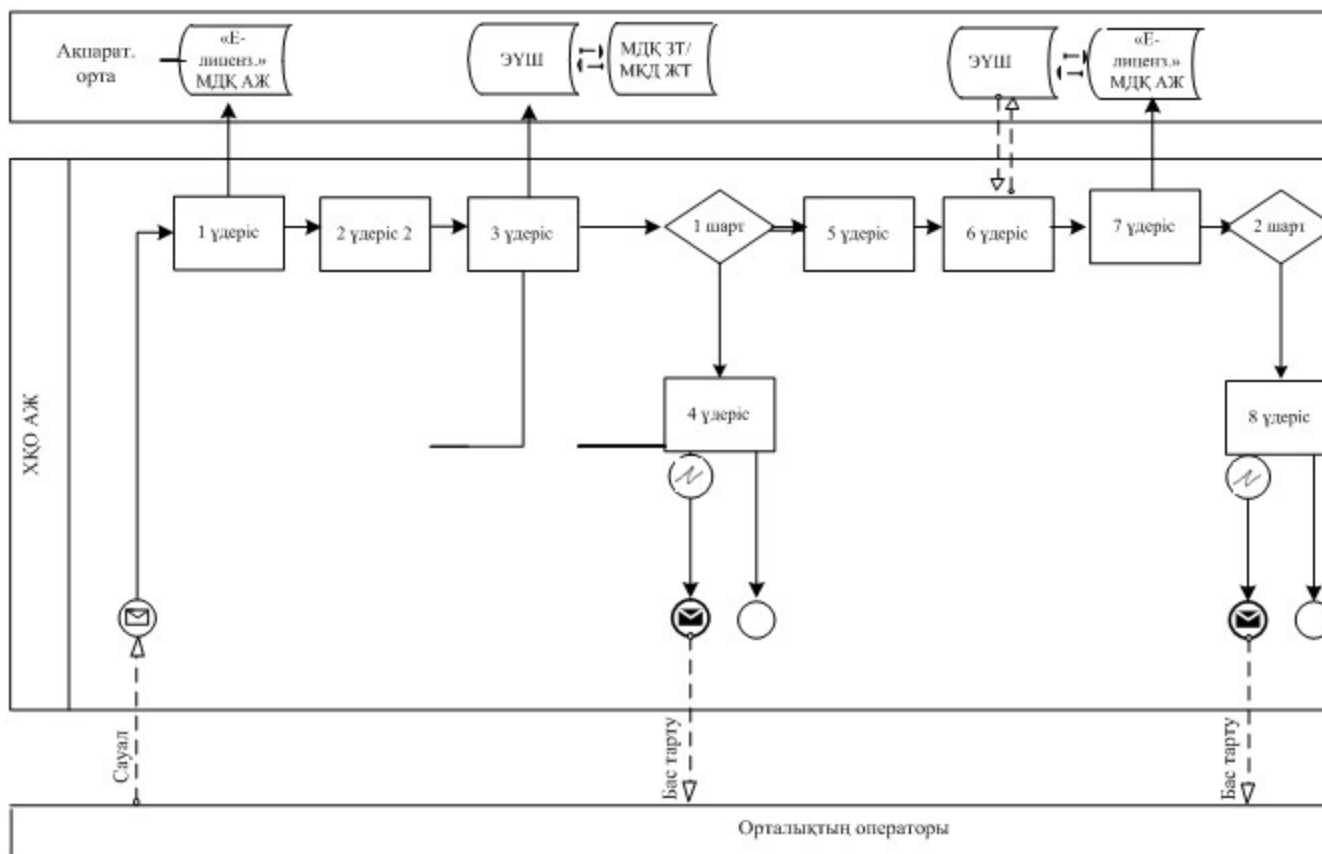 Ақпарат.
орта
«Е-
лиценз.»
МДҚ АЖ
ЭҮШ
МДҚ ЗТ/
МҚД ЖТ
ЭҮШ
«Е-
лиценз.»
МДҚ АЖ
ХҚО АЖ
1 үдеріс
2 үдеріс 2
3 үдеріс
1 шарт
5 үдеріс
6 үдеріс
7 үдеріс
2 шарт
4 үдеріс
8 үдеріс
Сауал
Бас тарту
Бас тарту
Орталықтың операторы